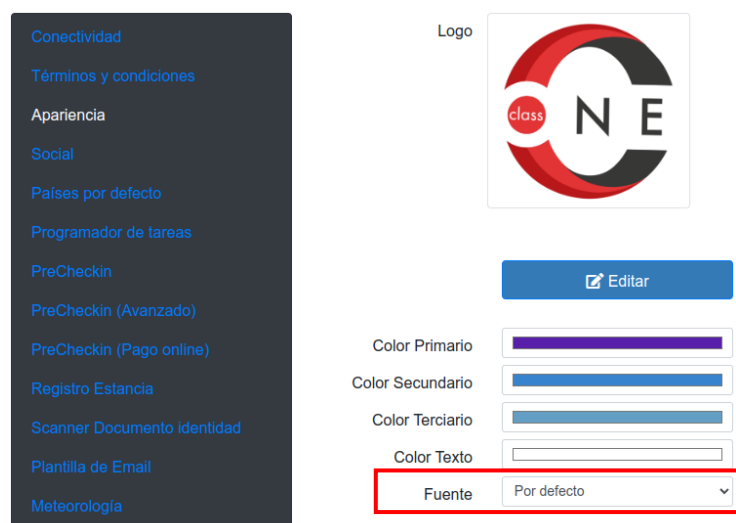 Conectividad
Términos y condiciones
Apariencia
Social
Países por defecto
Programador de tareas
PreCheckin
PreCheckin (Avanzado)
PreCheckin (Pago online)
Registro Estancia
Scanner Documento identidad
Plantilla de Email
Meteorología
Logo
class N E
Editar
Color Primario
Color Secundario
Color Terciario
Color Texto
Fuente Por defecto